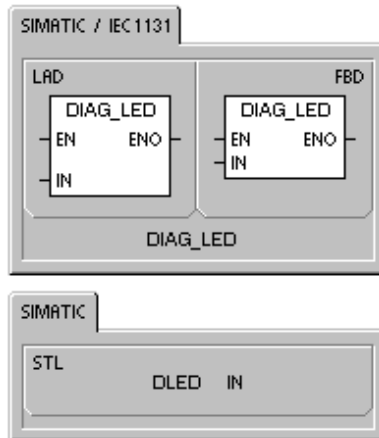 SIMATIC / IEC1131
LAD
FBD
DIAG_LED
EN ENO
IN
DIAG_LED
EN ENO
IN
DIAG_LED
SIMATIC
STL
DLED IN